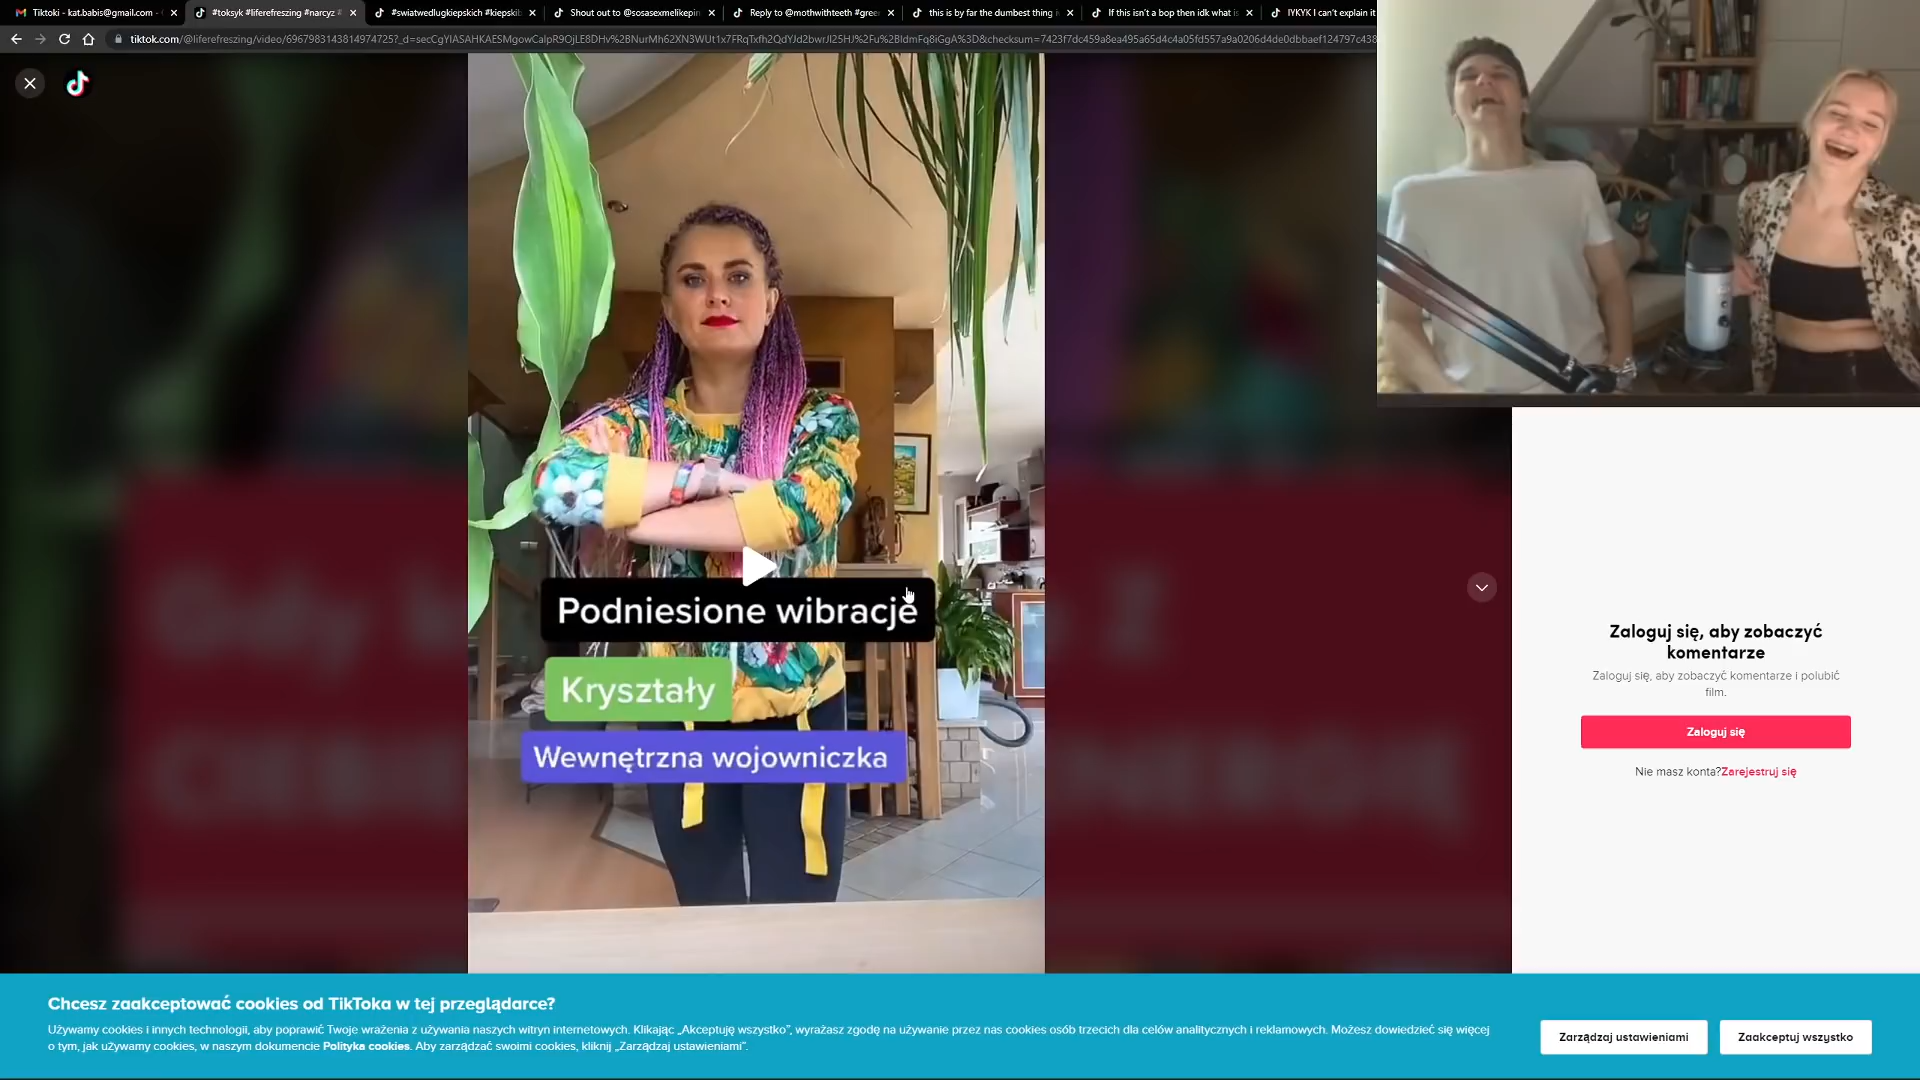 Tiktoki - kat.babis@gmail.com -
#toksyk #liferefreszing #narcyz #
#swiatwedlugkiepskich #kiepskib
Shout out to @sosasexmelikepin
Reply to @mothwithteeth #gree
this is by far the dumbest thing i
If this isn't a bop then idk what is
IYKYK I can't explain it
Podniesione wibracje
Kryształy
Wewnętrzna wojowniczka
Zaloguj się, aby zobaczyć
komentarze
Zaloguj się, aby zobaczyć komentarze i polubić
film.
Zaloguj się
Nie masz konta?Zarejestruj się
Chcesz zaakceptować cookies od TikToka w tej przeglądarce?
Używamy cookies i innych technologii, aby poprawić Twoje wrażenia z używania naszych witryn internetowych. Klikając „Akceptuję wszystko”, wyrażasz zgodę na używanie przez nas cookies osób trzecich dla celów analitycznych i reklamowych. Możesz dowiedzieć się więcej
o tym, jak używamy cookies, w naszym dokumencie Polityka cookies. Aby zarządzać swoimi cookies, kliknij „Zarządzaj ustawieniami”.
Zarządzaj ustawieniami
Zaakceptuj wszystko